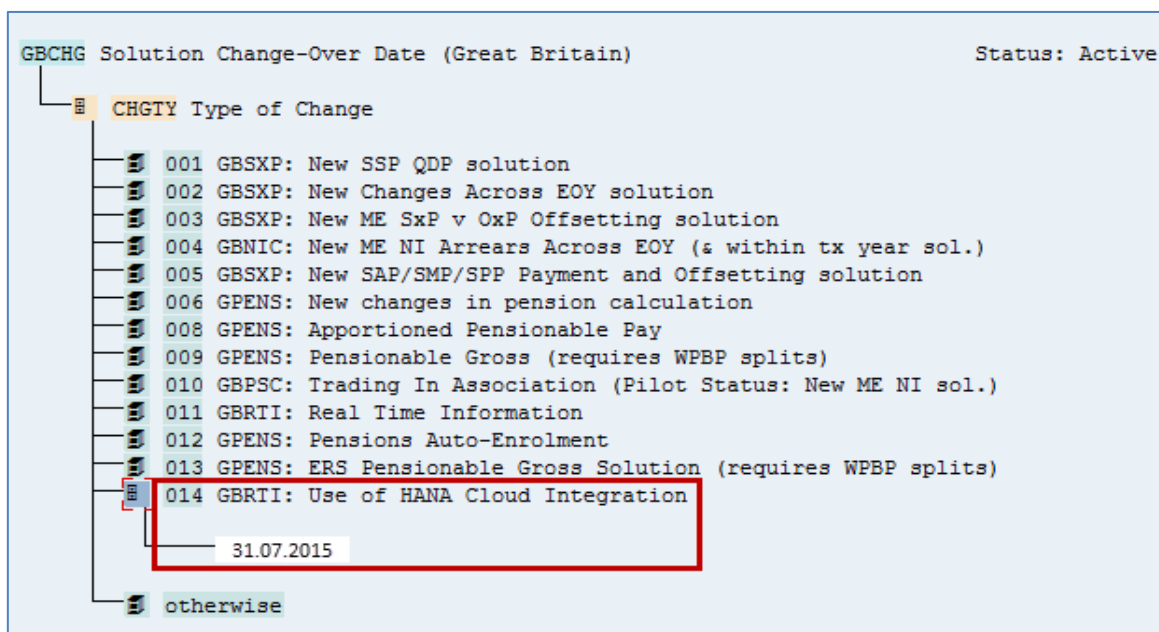 GBCHG Solution Change-Over Date (Great Britain) Status: Active
CHGTY Type of Change
001 GBSXP: New SSP QDP solution
002 GBSXP: New Changes Across EOY solution
003 GBSXP: New ME SxP v OxP Offsetting solution
004 GBNIC: New ME NI Arrears Across EOY (& within tx year sol.)
005 GBSXP: New SAP/SMP/SPP Payment and Offsetting solution
006 GPENS: New changes in pension calculation
008 GPENS: Apportioned Pensionable Pay
009 GPENS: Pensionable Gross (requires WPBP splits)
010 GBPSC: Trading In Association (Pilot Status: New ME NI sol.)
011 GBRTI: Real Time Information
012 GPENS: Pensions Auto-Enrolment
013 GPENS: ERS Pensionable Gross Solution (requires WPBP splits)
014 GBRTI: Use of HANA Cloud Integration
31.07.2015
otherwise